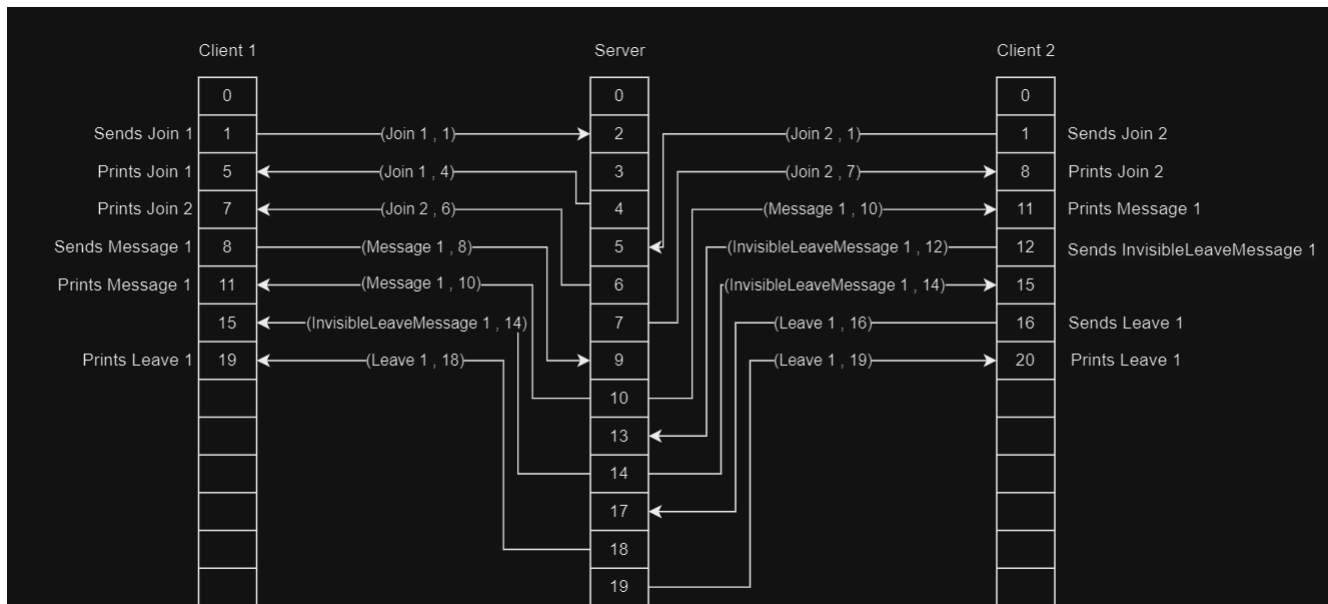 Client 1 Server Client 2
0 0 0
Sends Join 1 1 (Join 1 , 1) 2 (Join 2 , 1) 1 Sends Join 2
Prints Join 1 5 (Join 1 , 4) 3 (Join 2 , 7) 8 Prints Join 2
Prints Join 2 7 (Join 2 , 6) 4 (Message 1 , 10) 11 Prints Message 1
Sends Message 1 8 (Message 1 , 8) 5 (InvisibleLeaveMessage 1 , 12) 12 Sends InvisibleLeaveMessage 1
Prints Message 1 11 (Message 1 , 10) 6 (InvisibleLeaveMessage 1 , 14) 15
15 (InvisibleLeaveMessage 1 , 14) 7 (Leave 1 , 16) 16 Sends Leave 1
Prints Leave 1 19 (Leave 1 , 18) 9 (Leave 1 , 19) 20 Prints Leave 1
10
13
14
17
18
19